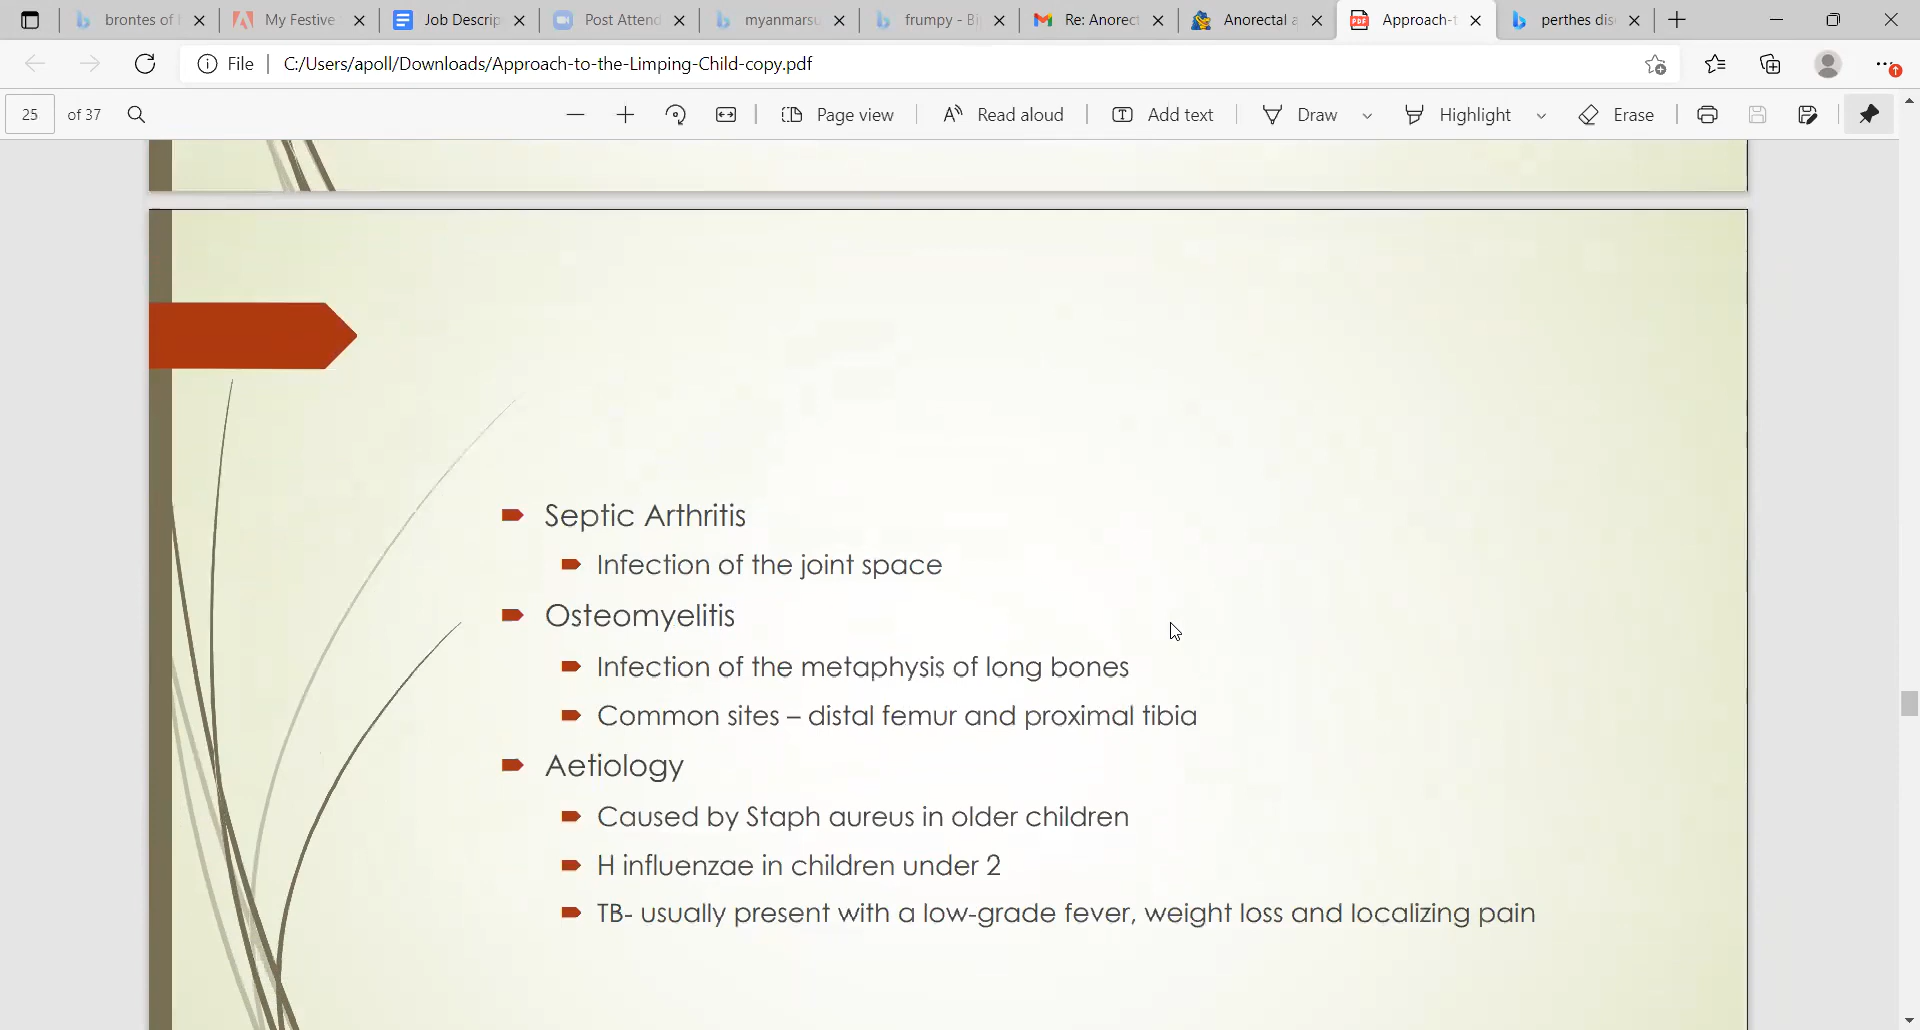 brontes of
My Festive
Job Descrip
Post Attend
myanmarsu
frumpy - Bi
Re: Anorect
Anorectal a
Approach-t
perthes dis
File
C:/Users/apoll/Downloads/Approach-to-the-Limping-Child-copy.pdf
25 of 37
Page view
Read aloud
Add text
Draw
Highlight
Erase
Septic Arthritis
Infection of the joint space
Osteomyelitis
Infection of the metaphysis of long bones
Common sites – distal femur and proximal tibia
Aetiology
Caused by Staph aureus in older children
H influenzae in children under 2
TB- usually present with a low-grade fever, weight loss and localizing pain